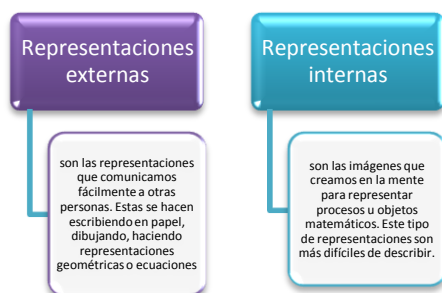 Representaciones
externas
son las representaciones
que comunicamos
fácilmente a otras
personas. Estas se hacen
escribiendo en papel,
dibujando, haciendo
representaciones
geométricas o ecuaciones
Representaciones
internas
son las imágenes que
creamos en la mente
para representar
procesos u objetos
matemáticos. Este tipo
de representaciones son
más difíciles de describir.